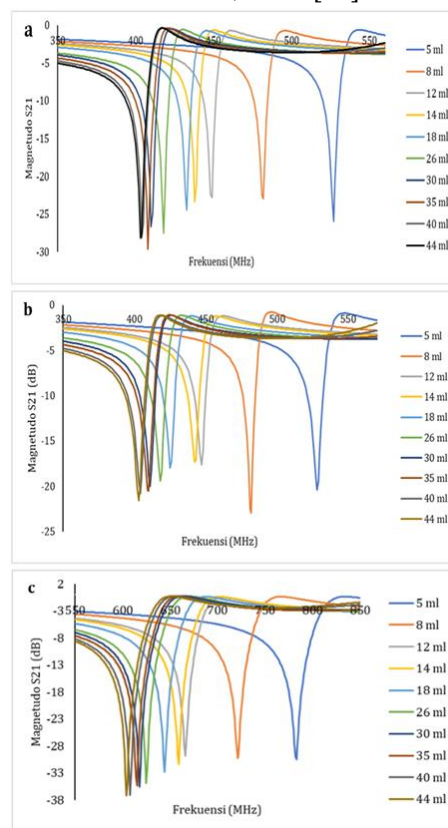 a
0
350
450
500
550
-5
-10
-15
-20
-25
-30
Magnetudo S21
Frekuensi (MHz)
5 ml
8 ml
12 ml
14 ml
18 ml
26 ml
30 ml
35 ml
40 ml
44 ml
b
0
350
400
450
500
550
-5
-10
-15
-20
-25
Magnetudo S21 (dB)
Frekuensi (MHz)
5 ml
8 ml
12 ml
14 ml
18 ml
26 ml
30 ml
35 ml
40 ml
44 ml
c
2
-3
550
600
650
700
750
800
850
-8
-13
-18
-23
-28
-33
-38
Magnetudo S21 (dB)
Frekuensi (MHz)
5 ml
8 ml
12 ml
14 ml
18 ml
26 ml
30 ml
35 ml
40 ml
44 ml